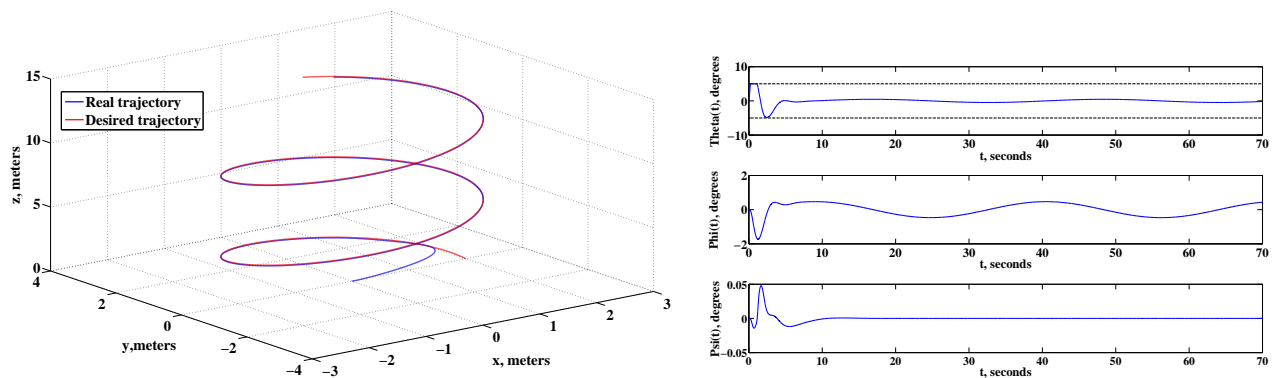 15
10
5
0
z, meters
Real trajectory
Desired trajectory
4
2
0
−2
−4
y,meters
−3
−2
−1
0
1
2
3
x, meters
10
0
−10
Theta(t), degrees
0 10 20 30 40 50 60 70
t, seconds
2
0
−2
Phi(t), degrees
0 10 20 30 40 50 60 70
t, seconds
0.05
0
−0.05
Psi(t), degrees
0 10 20 30 40 50 60 70
t, seconds